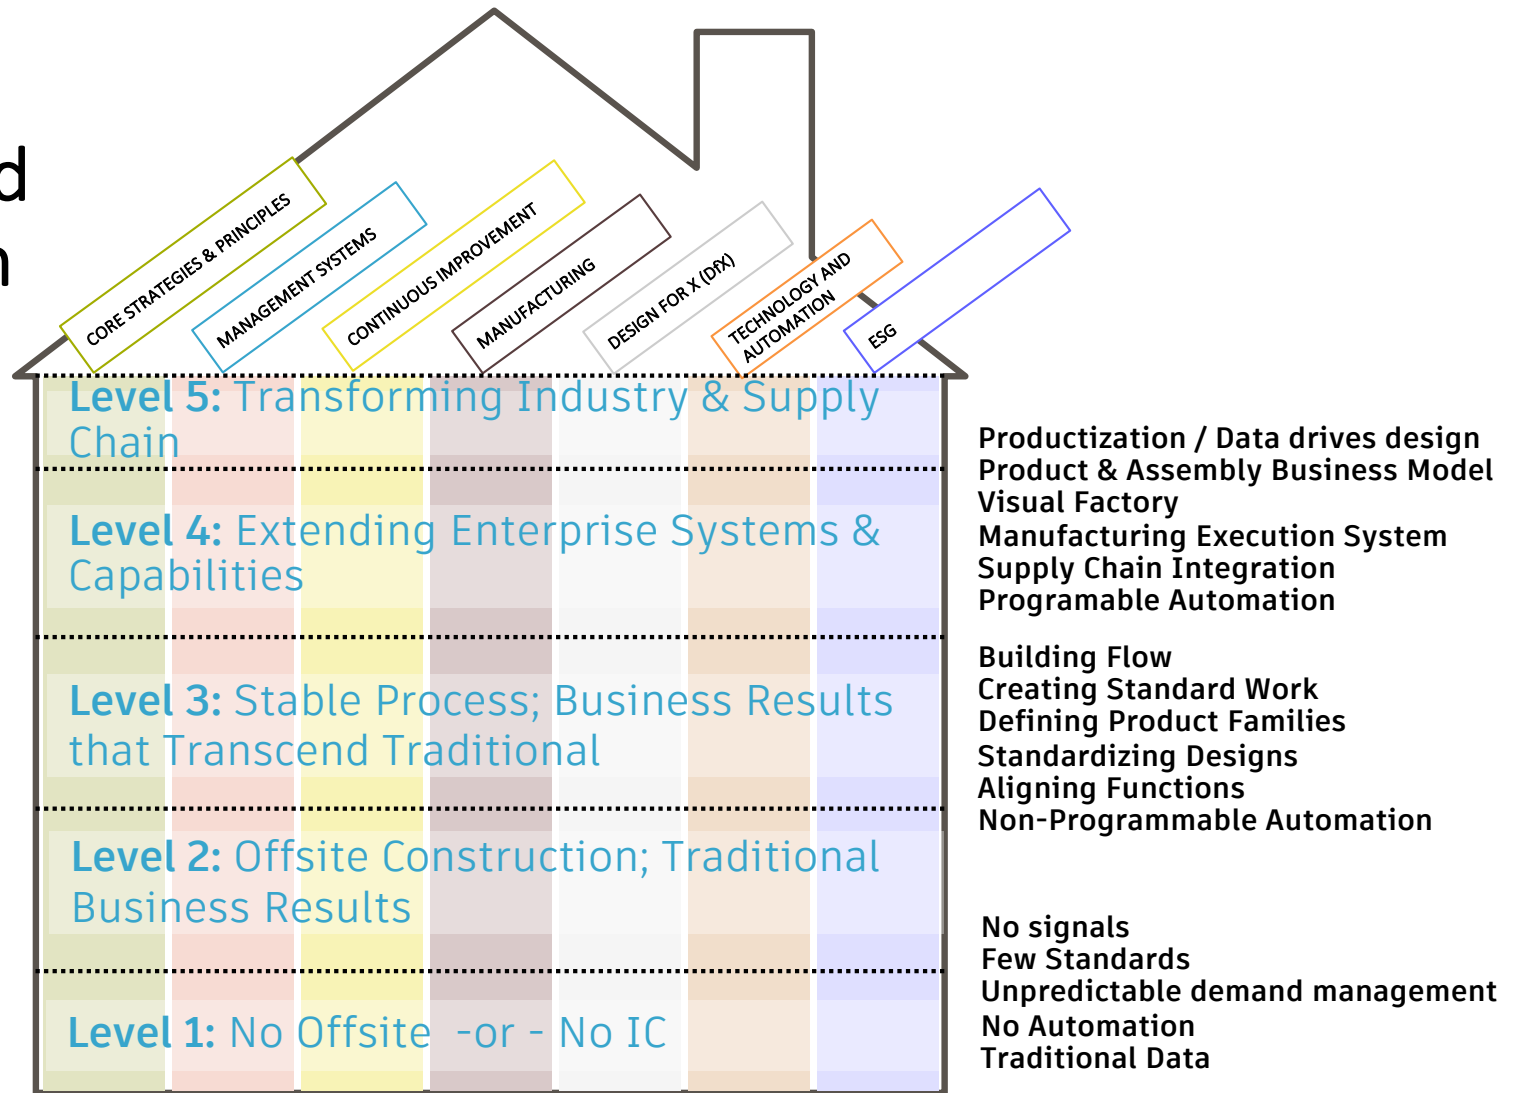 d
n
CORE STRATEGIES & PRINCIPLES
MANAGEMENT SYSTEMS
CONTINUOUS IMPROVEMENT
MANUFACTURING
DESIGN FOR X (DfX)
TECHNOLOGY AND
AUTOMATION
ESG
Level 5: Transforming Industry & Supply
Chain
Level 4: Extending Enterprise Systems &
Capabilities
Level 3: Stable Process; Business Results
that Transcend Traditional
Level 2: Offsite Construction; Traditional
Business Results
Level 1: No Offsite -or - No IC
Productization / Data drives design
Product & Assembly Business Model
Visual Factory
Manufacturing Execution System
Supply Chain Integration
Programable Automation
Building Flow
Creating Standard Work
Defining Product Families
Standardizing Designs
Aligning Functions
Non-Programmable Automation
No signals
Few Standards
Unpredictable demand management
No Automation
Traditional Data